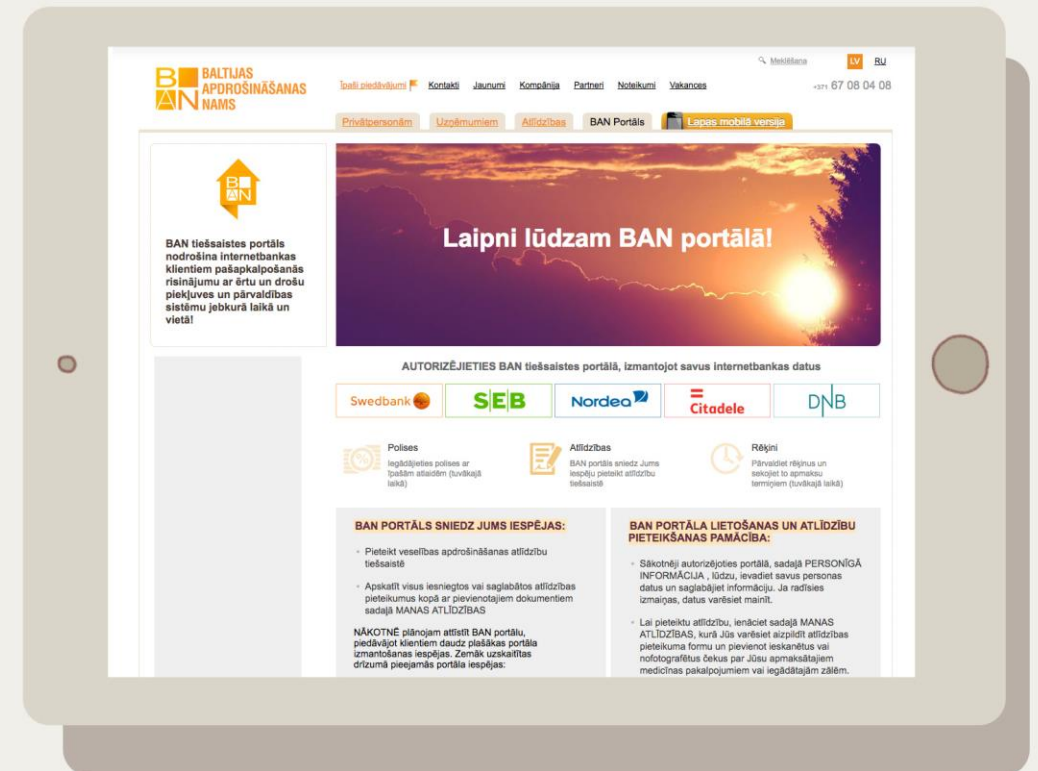 BAN
BALTIJAS
APDROŠINĀŠANAS
NAMS
Meklēšana
LV RU
Īpaši piedāvājumi Kontakti Jaunumi Kompānija Partneri Noteikumi Vakances
+371 67 08 04 08
Privātpersonām Uzņēmumiem Atlīdzības BAN Portāls Lapas mobilā versija
BAN
BAN tiešsaistes portāls
nodrošina internetbankas
klientiem pašapkalpošanās
risinājumu ar ērtu un drošu
piekļuves un pārvaldības
sistēmu jebkurā laikā un
vietā!
Laipni lūdzam BAN portālā!
AUTORIZĒJIETIES BAN tiešsaistes portālā, izmantojot savus internetbankas datus
Swedbank SEB Nordea Citadele DNB
Polises
Iegādājieties polises ar
īpašām atlaidēm (tuvākajā
laikā)
Atlīdzības
BAN portāls sniedz Jums
iespēju pieteikt atlīdzību
tiešsaistē
Rēķini
Pārvaldiet rēķinus un
sekojiet to apmaksu
termiņiem (tuvākajā laikā)
BAN PORTĀLS SNIEDZ JUMS IESPĒJAS:
Pieteikt veselības apdrošināšanas atlīdzību
tiešsaistē
Apskatīt visus iesniegtos vai saglabātos atlīdzības
pieteikumus kopā ar pievienotajiem dokumentiem
sadaļā MANAS ATLĪDZĪBAS
NĀKOTNĒ plānojam attīstīt BAN portālu,
piedāvājot klientiem daudz plašākas portāla
izmantošanas iespējas. Zemāk uzskaitītas
drīzumā pieejamās portāla iespējas:
BAN PORTĀLA LIETOŠANAS UN ATLĪDZĪBU
PIETEIKŠANAS PAMĀCĪBA:
Sākotnēji autorizējoties portālā, sadaļā PERSONĪGĀ
INFORMĀCIJA , lūdzu, ievadiet savus personas
datus un saglabājiet informāciju. Ja radīsies
izmaiņas, datus varēsiet mainīt.
Lai pieteiktu atlīdzību, ienāciet sadaļā MANAS
ATLĪDZĪBAS, kurā Jūs varēsiet aizpildīt atlīdzības
pieteikuma formu un pievienot ieskanētus vai
nofotografētus čekus par Jūsu apmaksātajiem
medicīnas pakalpojumiem vai iegādātajām zālēm.